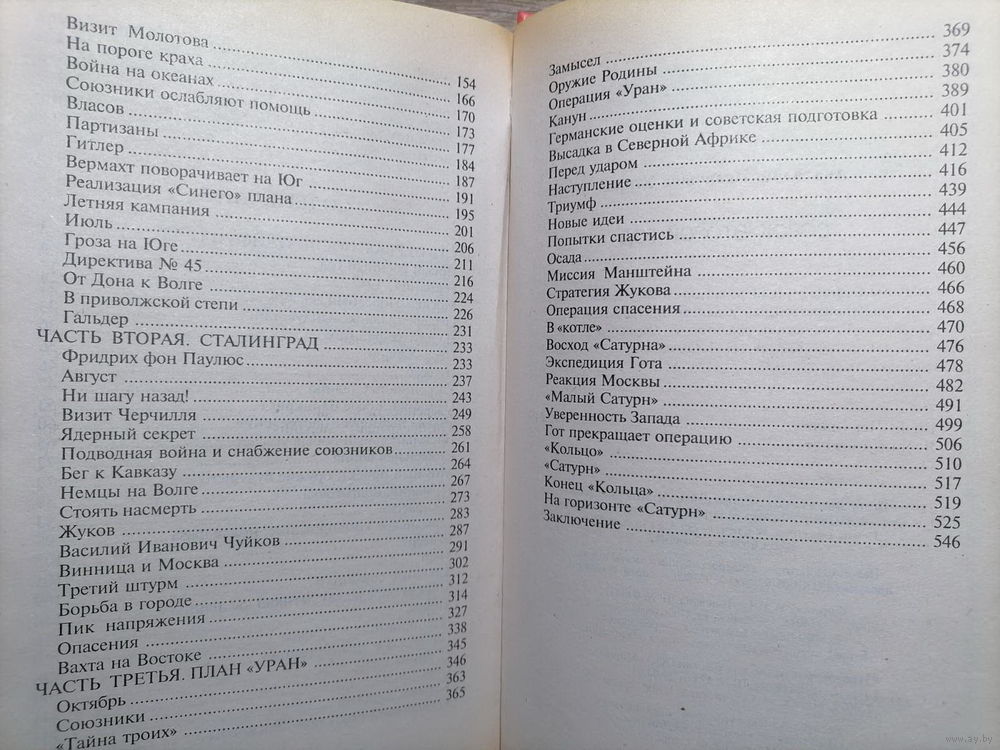 Визит Молотова 154
На пороге краха 166
Война на океанах 170
Союзники ослабляют помощь 173
Власов 177
Партизаны 184
Гитлер 187
Вермахт поворачивает на Юг 191
Реализация «Синего» плана 195
Летняя кампания 201
Июль 206
Гроза на Юге 211
Директива № 45 216
От Дона к Волге 224
В приволжской степи 226
Гальдер 231
ЧАСТЬ ВТОРАЯ. СТАЛИНГРАД 233
Фридрих фон Паулюс 233
Август 237
Ни шагу назад! 243
Визит Черчилля 249
Ядерный секрет 258
Подводная война и снабжение союзников 261
Бег к Кавказу 264
Немцы на Волге 267
Стоять насмерть 273
Жуков 283
Василий Иванович Чуйков 287
Винница и Москва 291
Третий штурм 302
Борьба в городе 312
Пик напряжения 314
Опасения 327
Вахта на Востоке 338
ЧАСТЬ ТРЕТЬЯ. ПЛАН «УРАН» 345
Октябрь 346
Союзники 363
«Тайна троих» 365
Замысел 369
Оружие Родины 374
Операция «Уран» 380
Канун 389
Германские оценки и советская подготовка 401
Высадка в Северной Африке 405
Перед ударом 412
Наступление 416
Триумф 439
Новые идеи 444
Попытки спастись 447
Осада 456
Миссия Манштейна 460
Стратегия Жукова 466
Операция спасения 468
В «котле» 470
Восход «Сатурна» 476
Экспедиция Гота 478
Реакция Москвы 482
«Малый Сатурн» 491
Уверенность Запада 499
Гот прекращает операцию 506
«Кольцо» 510
«Сатурн» 517
Конец «Кольца» 519
На горизонте «Сатурн» 525
Заключение 546
www.ay.by